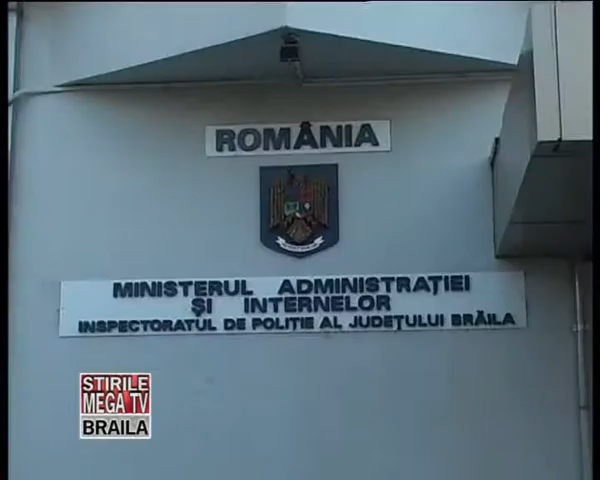 ROMÂNIA
MINISTERUL ADMINISTRAȚIEI
ȘI INTERNELOR
INSPECTORATUL DE POLIȚIE AL JUDEȚULUI BRĂILA
STIRILE
MEGA TV
BRAILA